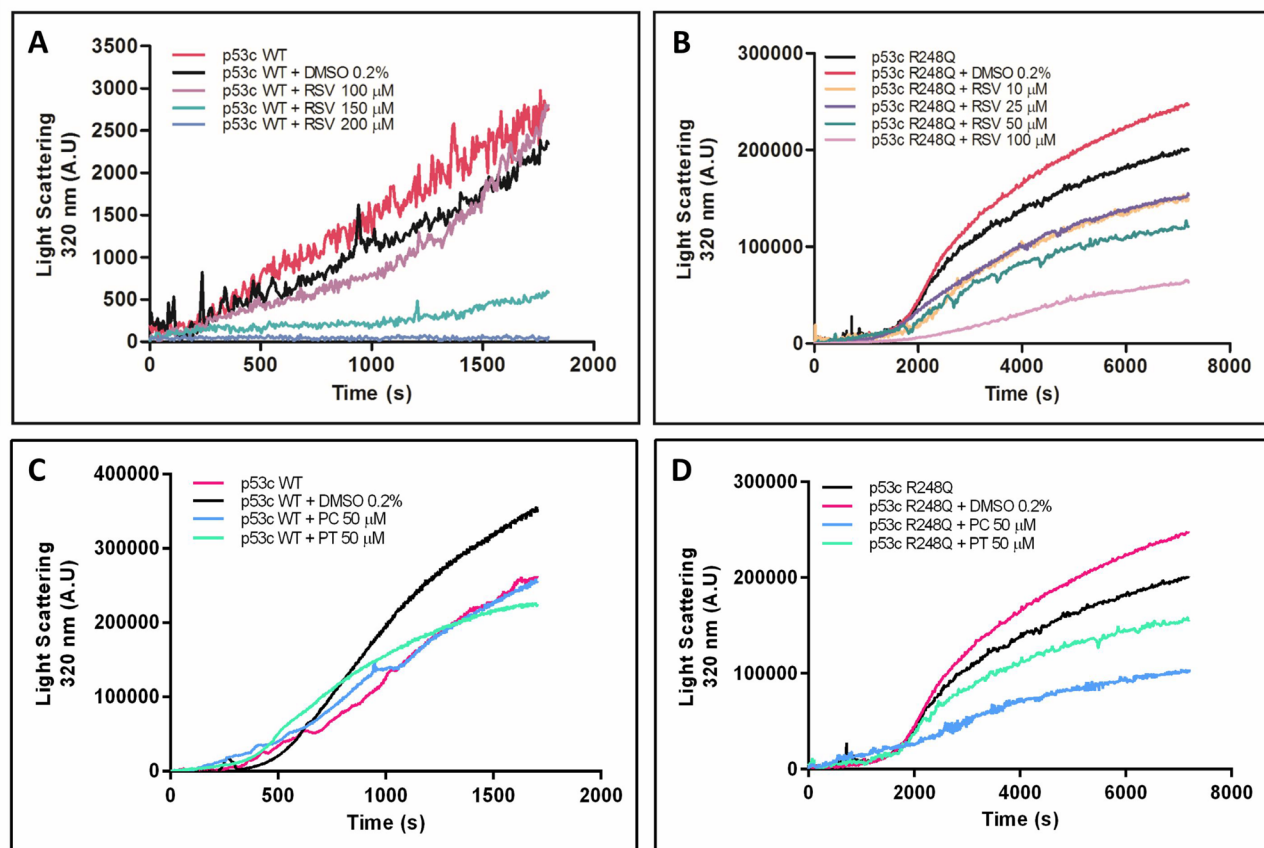 A
3500
3000
2500
2000
1500
1000
500
0
Light Scattering
320 nm (A.U)
p53c WT
p53c WT + DMSO 0.2%
p53c WT + RSV 100 µM
p53c WT + RSV 150 µM
p53c WT + RSV 200 µM
0 500 1000 1500 2000
Time (s)
B
300000
200000
100000
0
Light Scattering
320 nm (A.U)
p53c R248Q
p53c R248Q + DMSO 0.2%
p53c R248Q + RSV 10 µM
p53c R248Q + RSV 25 µM
p53c R248Q + RSV 50 µM
p53c R248Q + RSV 100 µM
0 2000 4000 6000 8000
Time (s)
C
400000
300000
200000
100000
0
Light Scattering
320 nm (A.U)
p53c WT
p53c WT + DMSO 0.2%
p53c WT + PC 50 µM
p53c WT + PT 50 µM
0 500 1000 1500 2000
Time (s)
D
300000
200000
100000
0
Light Scattering
320 nm (A.U)
p53c R248Q
p53c R248Q + DMSO 0.2%
p53c R248Q + PC 50 µM
p53c R248Q + PT 50 µM
0 2000 4000 6000 8000
Time (s)